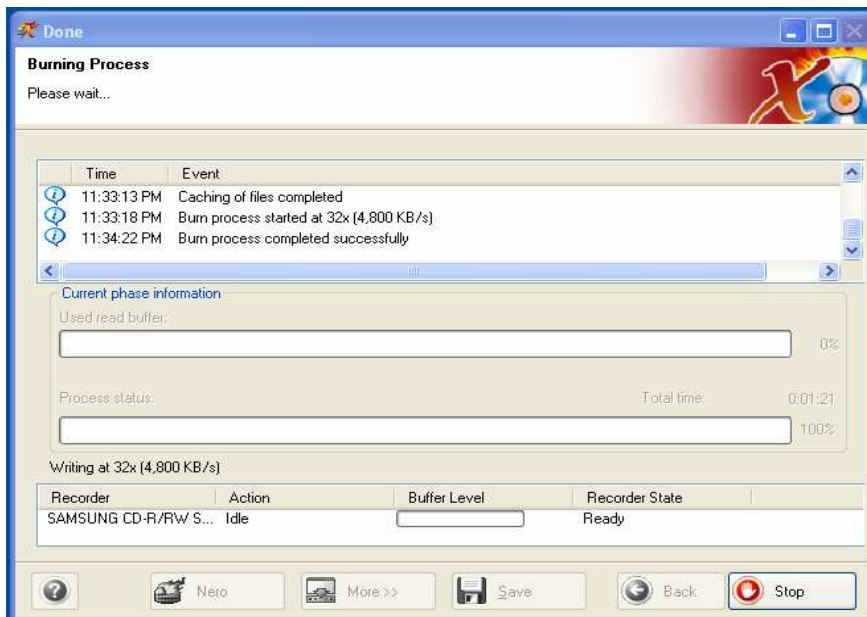 Done
Burning Process
Please wait...
Time Event
11:33:13 PM Caching of files completed
11:33:18 PM Burn process started at 32x (4,800 KB/s)
11:34:22 PM Burn process completed successfully
Current phase information
Used read buffer:
0%
Process status: Total time: 0:01:21
100%
Writing at 32x (4,800 KB/s)
Recorder Action Buffer Level Recorder State
SAMSUNG CD-R/RW S... Idle Ready
Nero More >> Save Back Stop